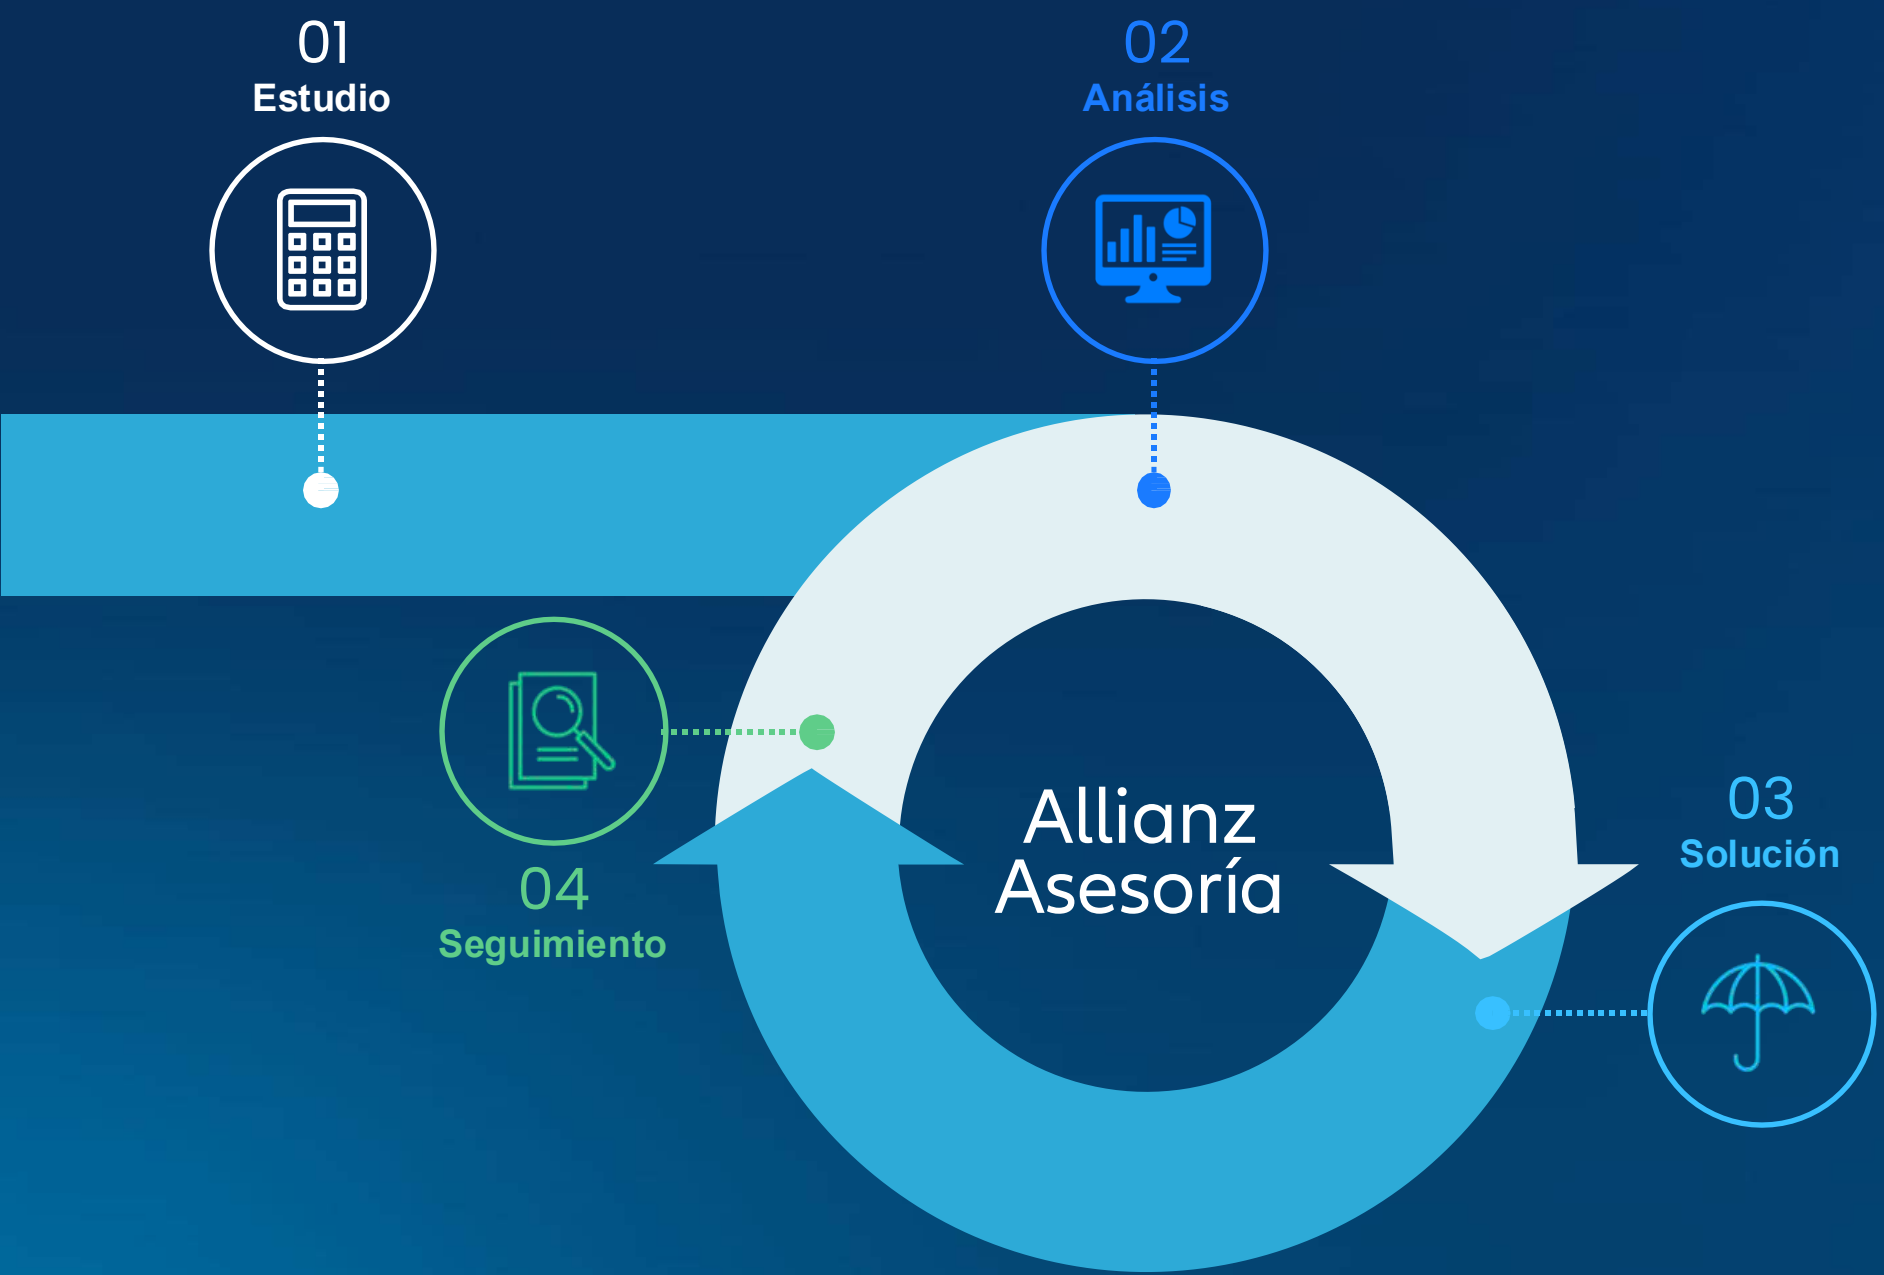 01
Estudio
02
Análisis
03
Solución
04
Seguimiento
Allianz
Asesoría